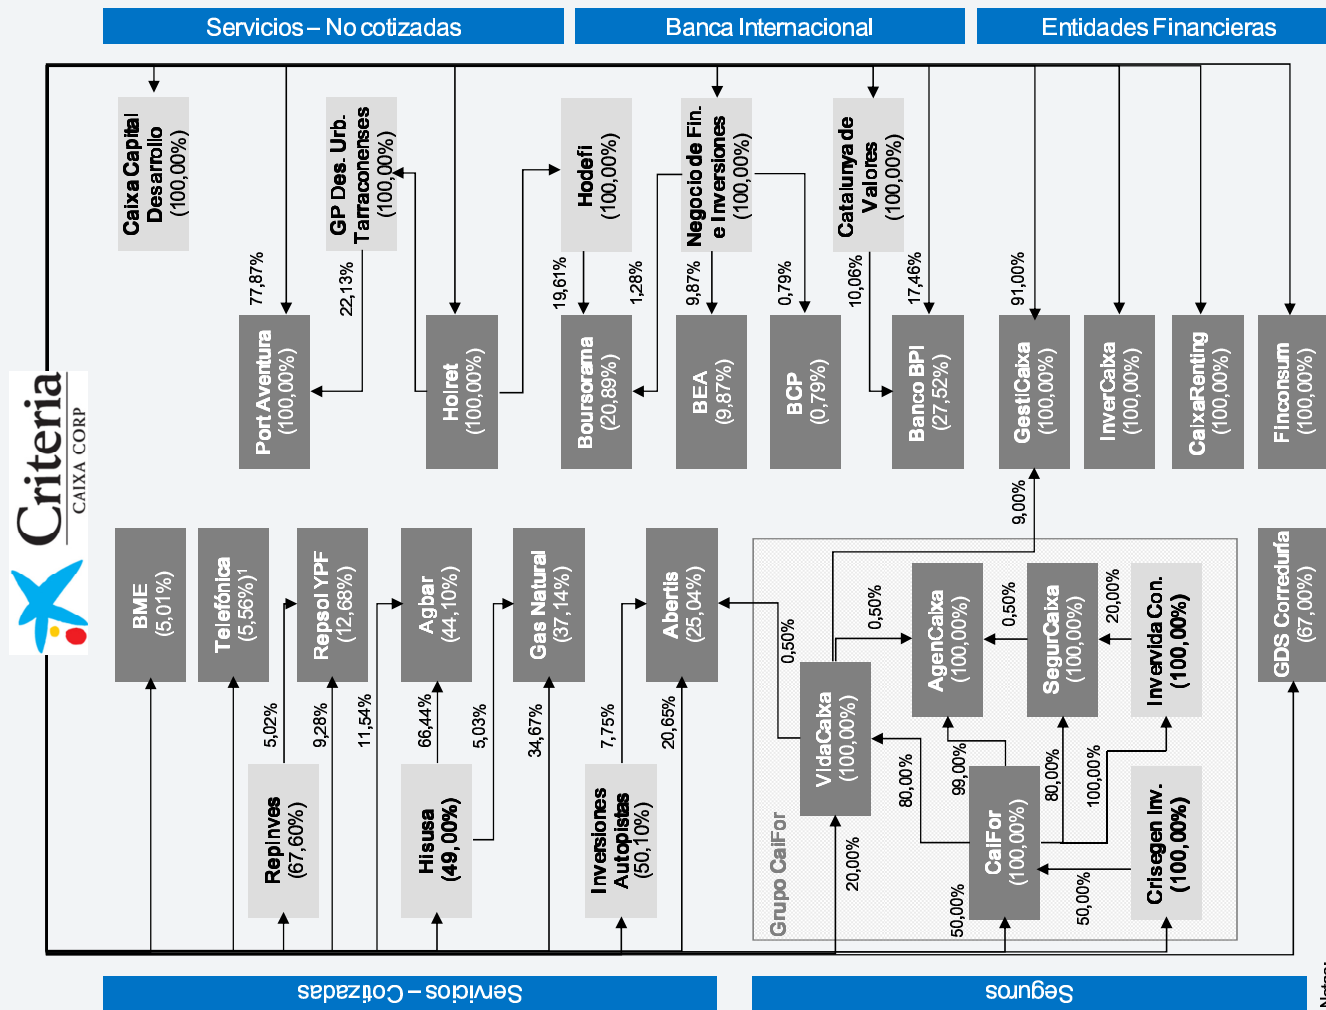 Servicios – No cotizadas
Banca Internacional
Entidades Financieras
Criteria
CAIXA CORP
Caixa Capital
Desarrollo
(100,00%)
GP Des. Urb.
Tarraconenses
(100,00%)
Hodefi
(100,00%)
Negocio de Fin.
e Inversiones
(100,00%)
Catalunya de
Valores
(100,00%)
77,87%
22,13%
19,61%
1,28%
9,87%
0,79%
10,06%
17,46%
91,00%
Port Aventura
(100,00%)
Holret
(100,00%)
Boursorama
(20,89%)
BEA
(9,87%)
BCP
(0,79%)
Banco BPI
(27,52%)
GestiCaixa
(100,00%)
InverCaixa
(100,00%)
CaixaRenting
(100,00%)
Finconsum
(100,00%)
9,00%
BME
(5,01%)
Telefónica
(5,56%)1
Repsol YPF
(12,68%)
Agbar
(44,10%)
Gas Natural
(37,14%)
Abertis
(25,04%)
5,02%
9,28%
11,54%
66,44%
5,03%
34,67%
7,75%
20,65%
0,50%
Repinves
(67,60%)
Hisusa
(49,00%)
Inversiones
Autopistas
(50,10%)
Grupo CaiFor
VidaCaixa
(100,00%)
AgenCaixa
(100,00%)
SegurCaixa
(100,00%)
Invervida Con.
(100,00%)
0,50%
0,50%
20,00%
20,00%
80,00%
99,00%
80,00%
100,00%
CaiFor
(100,00%)
Crisegen Inv.
(100,00%)
50,00%
50,00%
GDS Correduría
(67,00%)
Servicios – Cotizadas
Seguros
Notas: